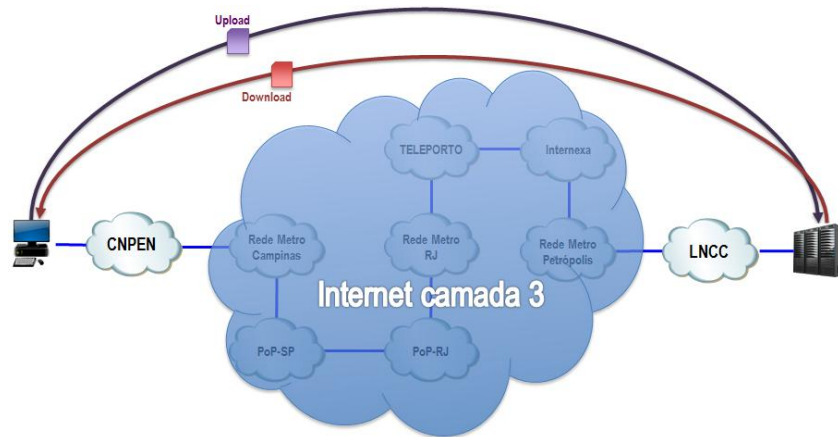 Upload
Download
TELEPORTO
Internexa
CNPEN
Rede Metro
Campinas
Rede Metro
RJ
Rede Metro
Petrópolis
LNCC
Internet camada 3
PoP-SP
PoP-RJ